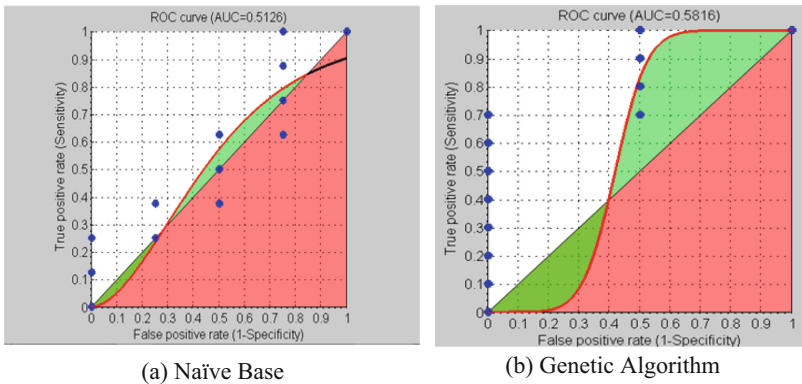 ROC curve (AUC=0.5126)
1
0.9
0.8
0.7
0.6
0.5
0.4
0.3
0.2
0.1
0
True positive rate (Sensitivity)
0 0.1 0.2 0.3 0.4 0.5 0.6 0.7 0.8 0.9 1
False positive rate (1-Specificity)
(a) Naïve Base
ROC curve (AUC=0.5816)
1
0.9
0.8
0.7
0.6
0.5
0.4
0.3
0.2
0.1
0
True positive rate (Sensitivity)
0 0.1 0.2 0.3 0.4 0.5 0.6 0.7 0.8 0.9 1
False positive rate (1-Specificity)
(b) Genetic Algorithm